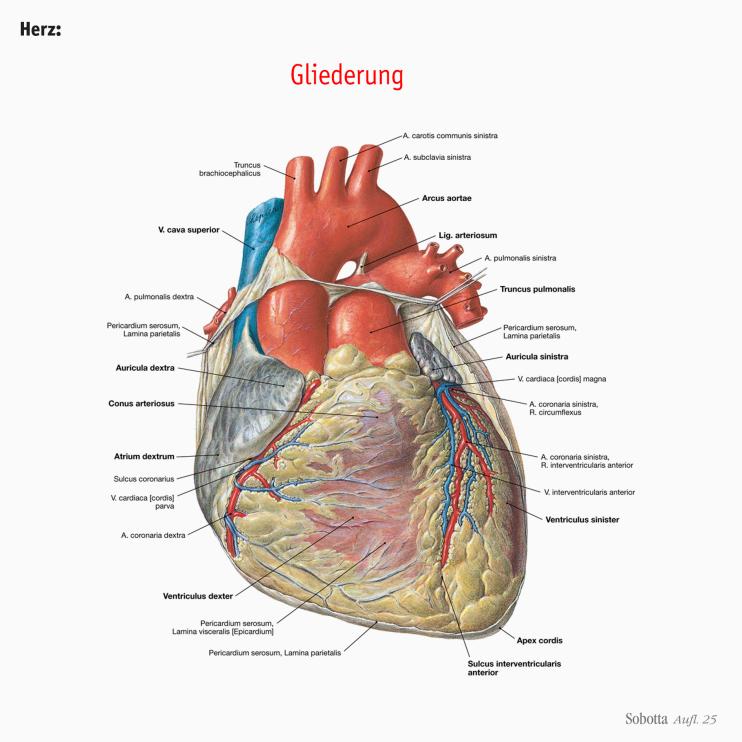 Herz:
Gliederung
A. carotis communis sinistra
A. subclavia sinistra
Truncus
brachiocephalicus
Arcus aortae
V. cava superior
Lig. arteriosum
A. pulmonalis sinistra
Truncus pulmonalis
A. pulmonalis dextra
Pericardium serosum,
Lamina parietalis
Pericardium serosum,
Lamina parietalis
Auricula sinistra
Auricula dextra
V. cardiaca [cordis] magna
Conus arteriosus
A. coronaria sinistra,
R. circumflexus
Atrium dextrum
A. coronaria sinistra,
R. interventricularis anterior
Sulcus coronarius
V. cardiaca [cordis]
parva
V. interventricularis anterior
Ventriculus sinister
A. coronaria dextra
Ventriculus dexter
Pericardium serosum,
Lamina visceralis [Epicardium]
Apex cordis
Pericardium serosum, Lamina parietalis
Sulcus interventricularis
anterior
Sobotta Aufl. 25